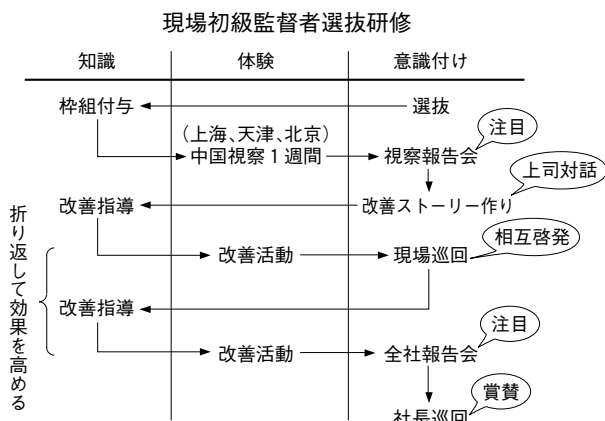 現場初級監督者選抜研修
知識 体験 意識付け
枠組付与 選抜
注目
(上海、天津、北京)
中国視察1週間 視察報告会
上司対話
改善指導 改善ストーリー作り
相互啓発
改善活動 現場巡回
折り返して効果を高める
改善指導
注目
改善活動 全社報告会
賞賛
社長巡回